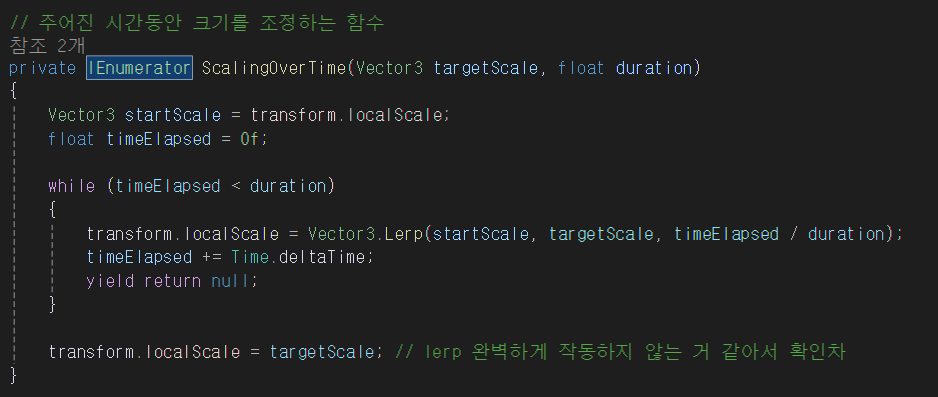 // 주어진 시간동안 크기를 조정하는 함수
참조 2개
private IEnumerator ScalingOverTime(Vector3 targetScale, float duration)
{
Vector3 startScale = transform.localScale;
float timeElapsed = 0f;
while (timeElapsed < duration)
{
transform.localScale = Vector3.Lerp(startScale, targetScale, timeElapsed / duration);
timeElapsed += Time.deltaTime;
yield return null;
}
transform.localScale = targetScale; // lerp 완벽하게 작동하지 않는 거 같아서 확인차
}